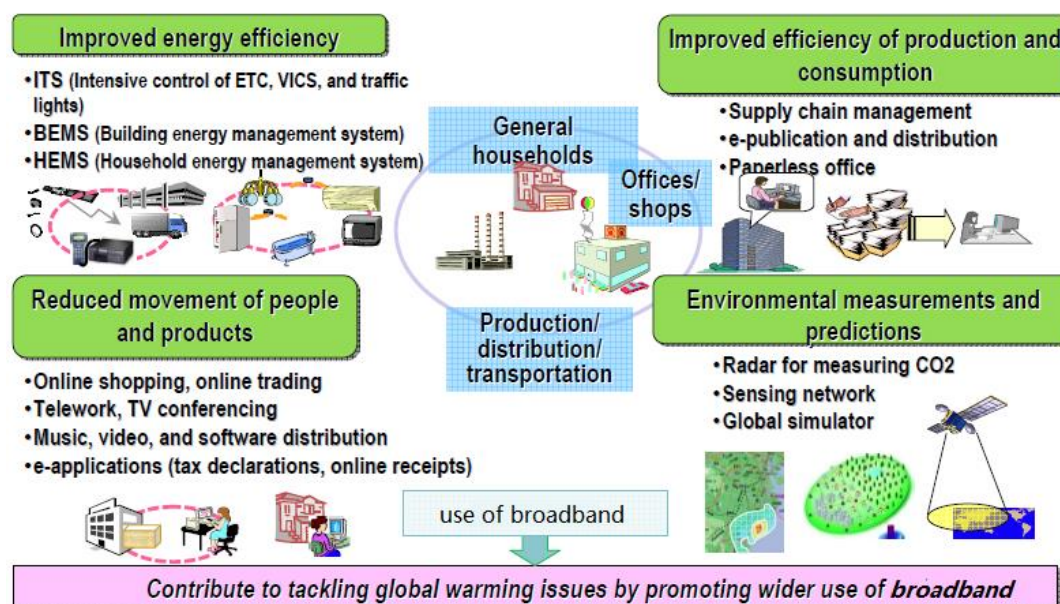 Improved energy efficiency
•ITS (Intensive control of ETC, VICS, and traffic
lights)
•BEMS (Building energy management system)
•HEMS (Household energy management system)
General
households
Offices/
shops
Production/
distribution/
transportation
Improved efficiency of production and
consumption
•Supply chain management
•e-publication and distribution
•Paperless office
Reduced movement of people
and products
•Online shopping, online trading
•Telework, TV conferencing
•Music, video, and software distribution
•e-applications (tax declarations, online receipts)
Environmental measurements and
predictions
•Radar for measuring CO2
•Sensing network
•Global simulator
use of broadband
Contribute to tackling global warming issues by promoting wider use of broadband